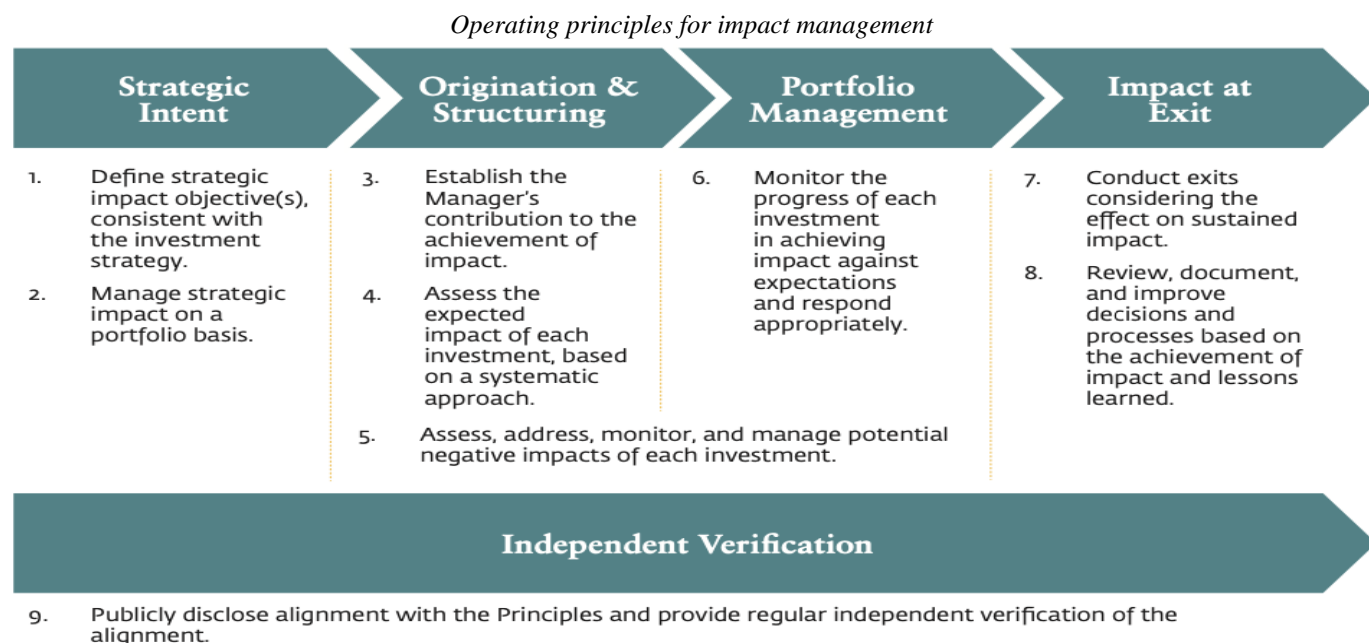 Operating principles for impact management
Strategic
Intent
Origination &
Structuring
Portfolio
Management
Impact at
Exit
1. Define strategic
impact objective(s),
consistent with
the investment
strategy.
2. Manage strategic
impact on a
portfolio basis.
3. Establish the
Manager's
contribution to the
achievement of
impact.
4. Assess the
expected
impact of each
investment, based
on a systematic
approach.
5. Assess, address, monitor, and manage potential
negative impacts of each investment.
6. Monitor the
progress of each
investment
in achieving
impact against
expectations
and respond
appropriately.
7. Conduct exits
considering the
effect on sustained
impact.
8. Review, document,
and improve
decisions and
processes based on
the achievement of
impact and lessons
learned.
Independent Verification
9. Publicly disclose alignment with the Principles and provide regular independent verification of the
alignment.